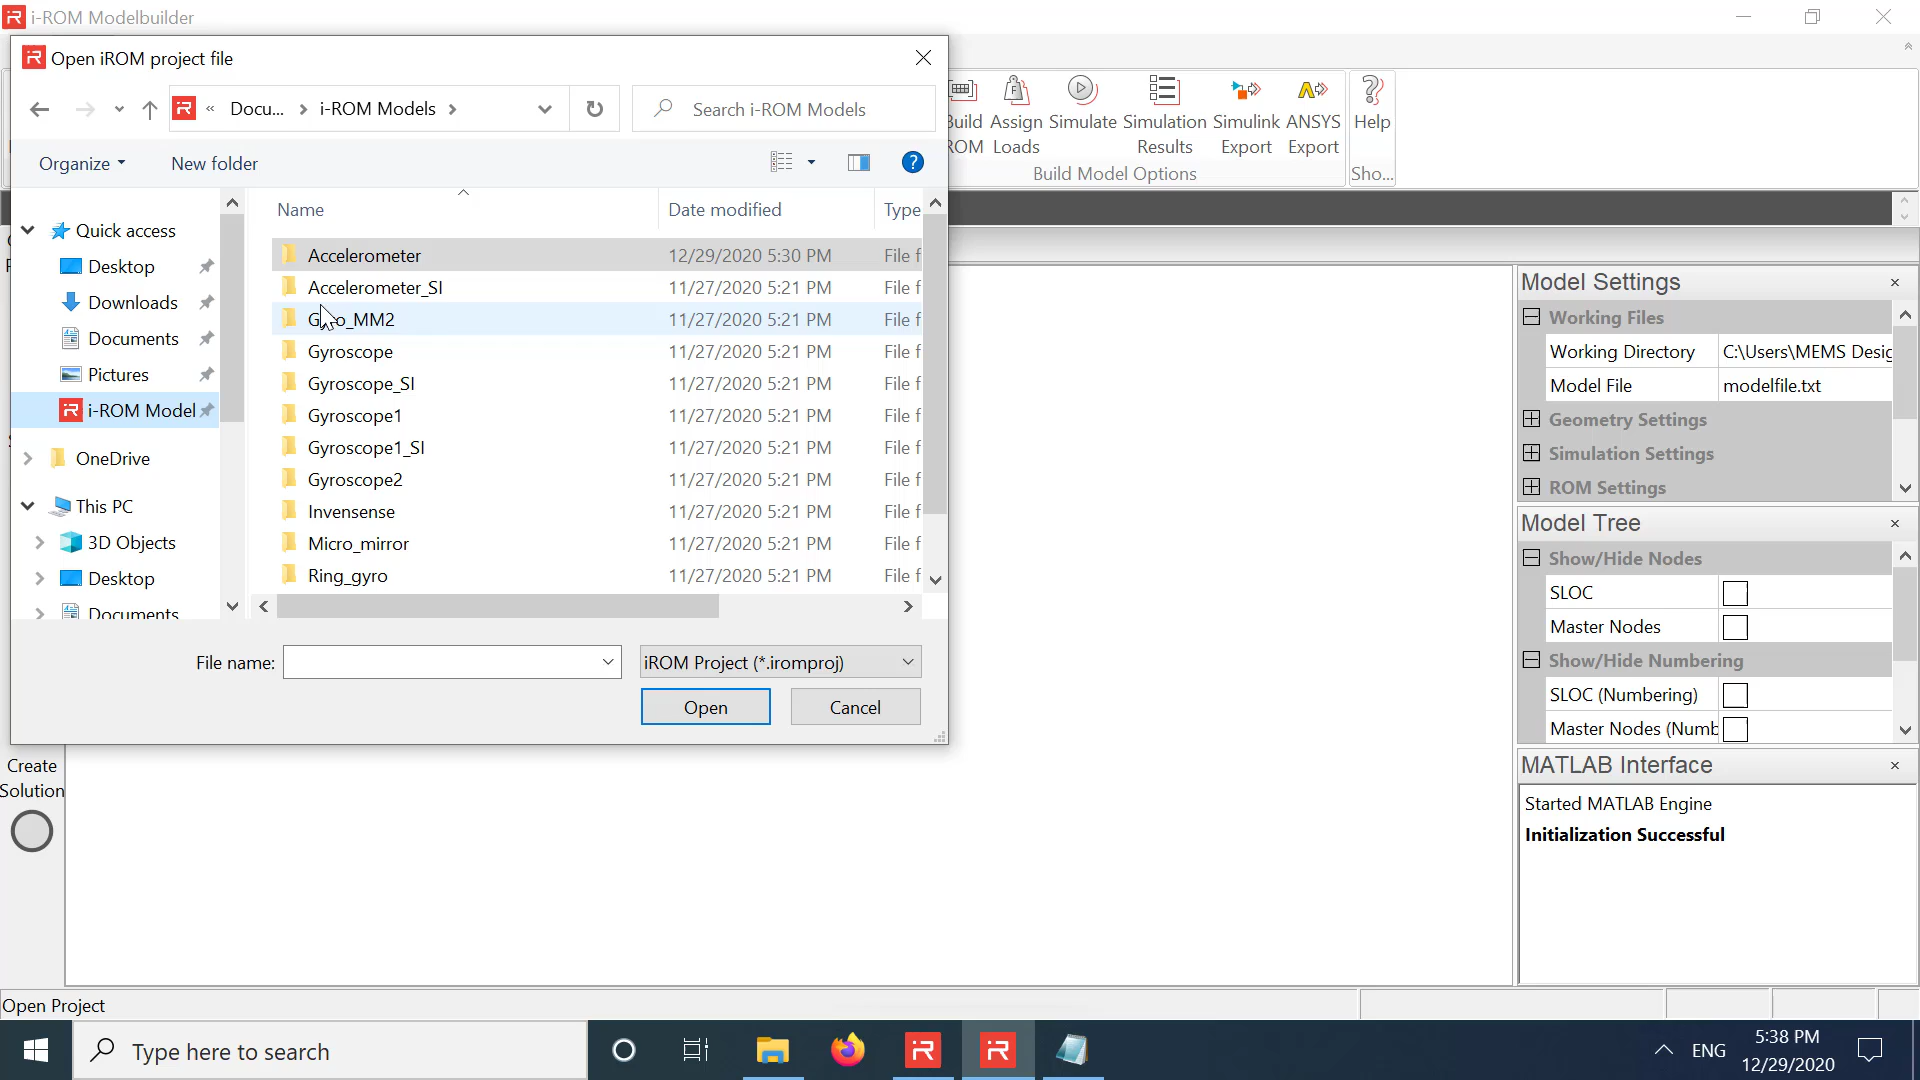 i-ROM Modelbuilder
Open iROM project file
« Docu... > i-ROM Models >
Search i-ROM Models
Organize
New folder
Name
Date modified
Type
Quick access
Desktop
Downloads
Documents
Pictures
i-ROM Model
OneDrive
This PC
3D Objects
Desktop
Documents
Accelerometer 12/29/2020 5:30 PM File f
Accelerometer_SI 11/27/2020 5:21 PM File f
Gyro_MM2 11/27/2020 5:21 PM File f
Gyroscope 11/27/2020 5:21 PM File f
Gyroscope_SI 11/27/2020 5:21 PM File f
Gyroscope1 11/27/2020 5:21 PM File f
Gyroscope1_SI 11/27/2020 5:21 PM File f
Gyroscope2 11/27/2020 5:21 PM File f
Invensense 11/27/2020 5:21 PM File f
Micro_mirror 11/27/2020 5:21 PM File f
Ring_gyro 11/27/2020 5:21 PM File f
File name:
iROM Project (*.iromproj)
Open
Cancel
Build ROM
Assign Loads
Simulate
Simulation Results
Simulink Export
ANSYS Export
Help
Build Model Options
Sho...
Model Settings
Working Files
Working Directory C:\Users\MEMS Desig
Model File modelfile.txt
Geometry Settings
Simulation Settings
ROM Settings
Model Tree
Show/Hide Nodes
SLOC
Master Nodes
Show/Hide Numbering
SLOC (Numbering)
Master Nodes (Numb
MATLAB Interface
Started MATLAB Engine
Initialization Successful
Create
Solution
Open Project
Type here to search
ENG
5:38 PM
12/29/2020